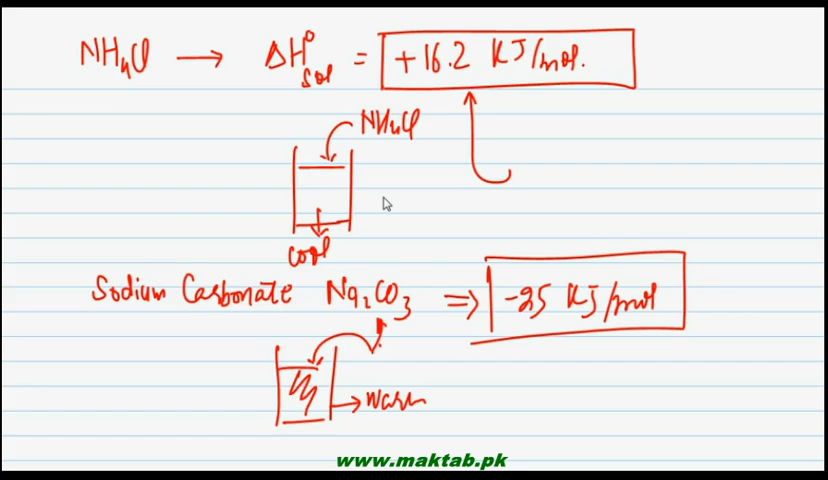 NH4Cl → ΔH°sol = +16.2 KJ/mol.
NH4Cl
cool
Sodium Carbonate Na2CO3 ⇒ -25 KJ/mol
→ warm
www.maktab.pk